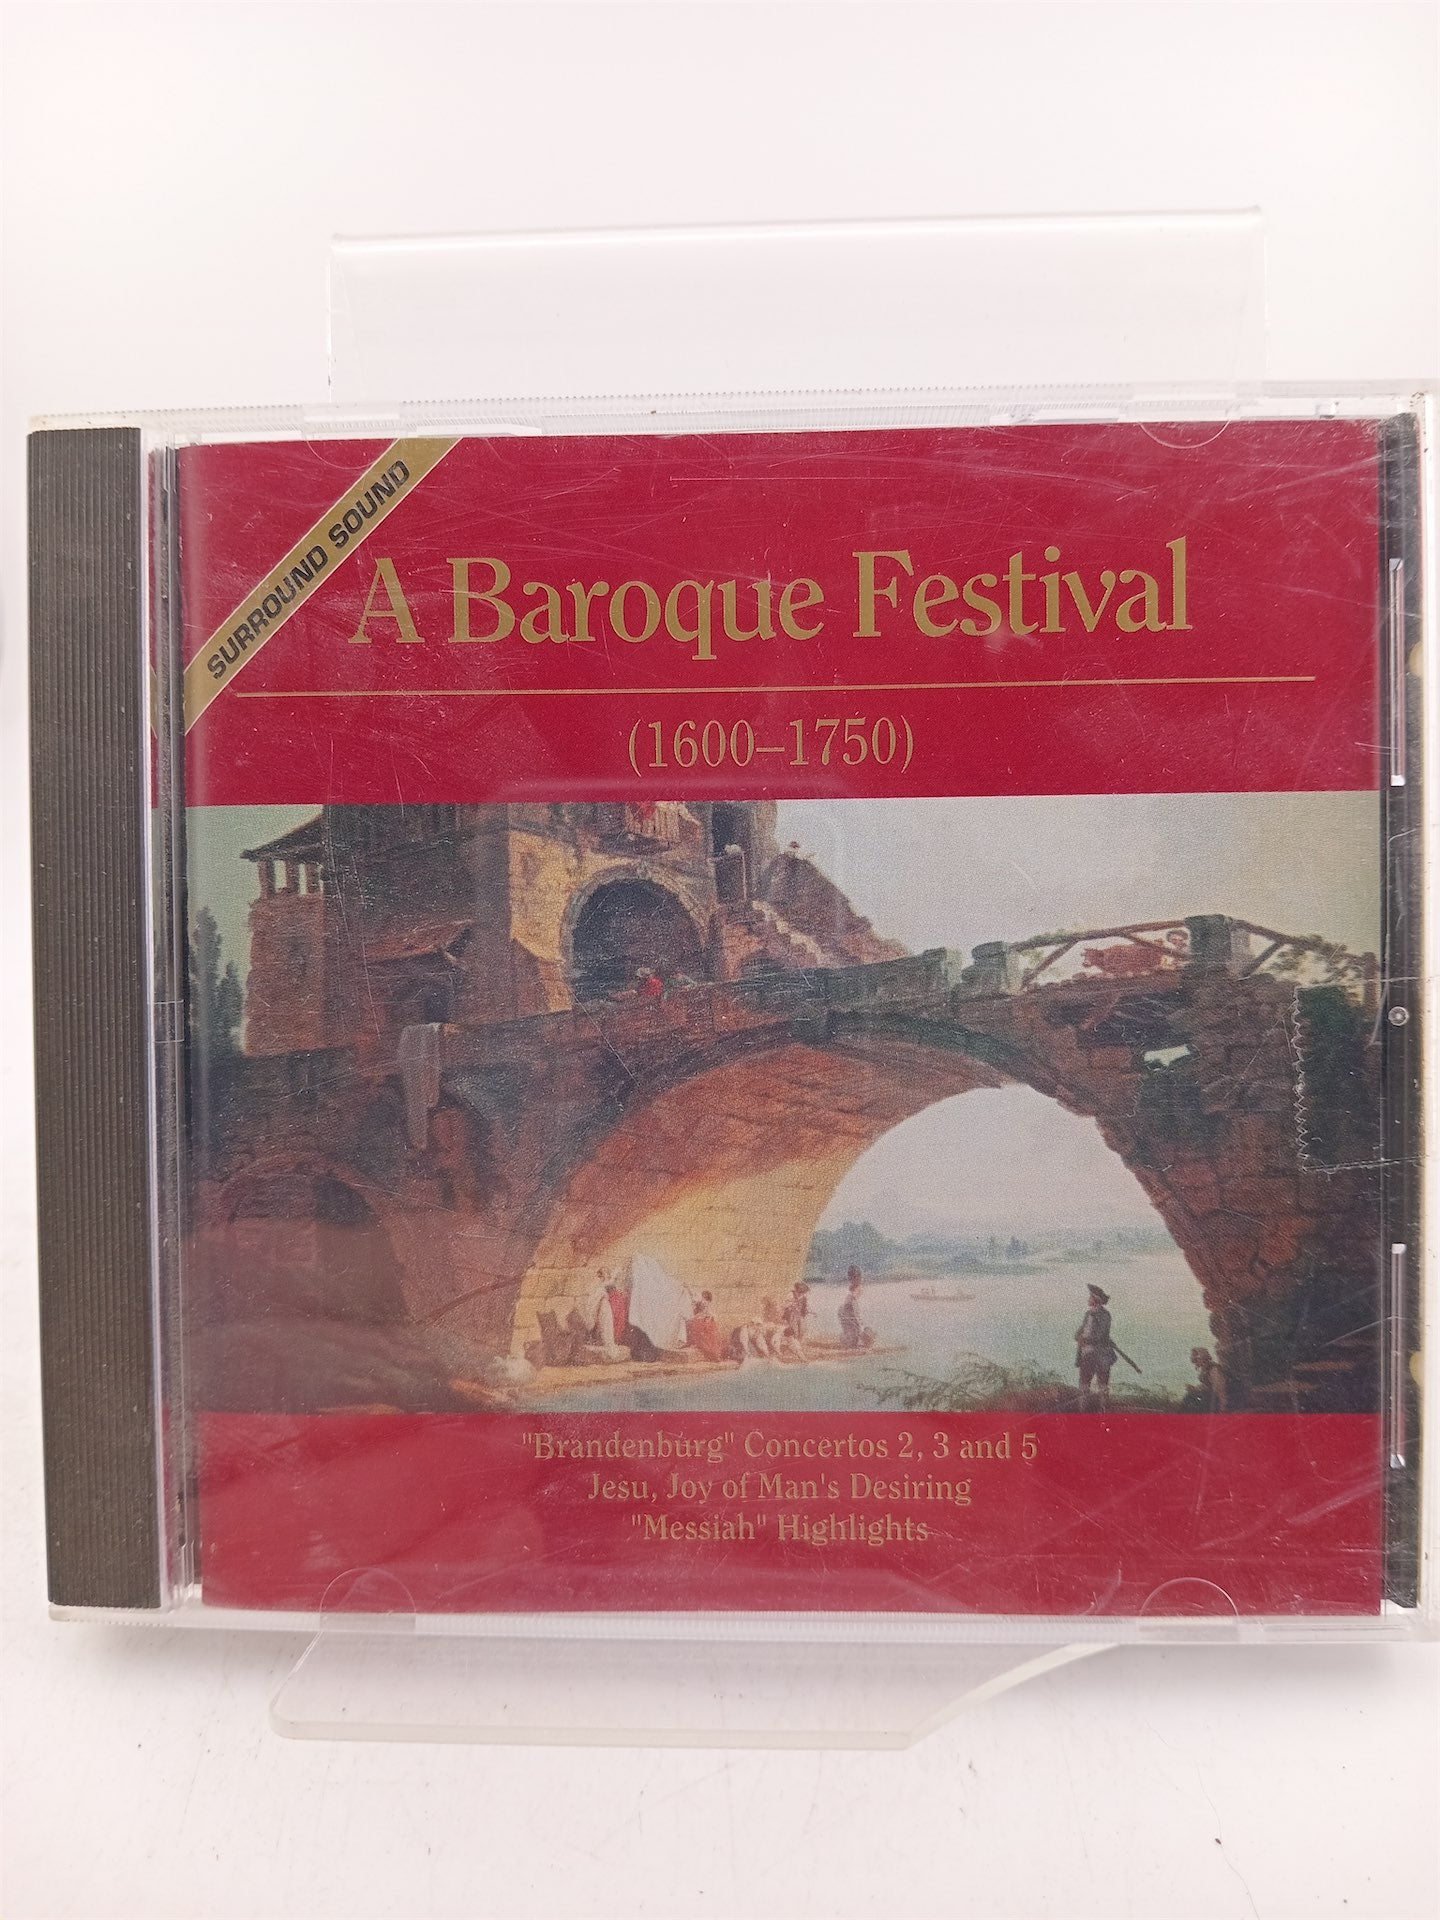 SURROUND SOUND
A Baroque Festival
(1600–1750)
"Brandenburg" Concertos 2, 3 and 5
Jesu, Joy of Man's Desiring
"Messiah" Highlights